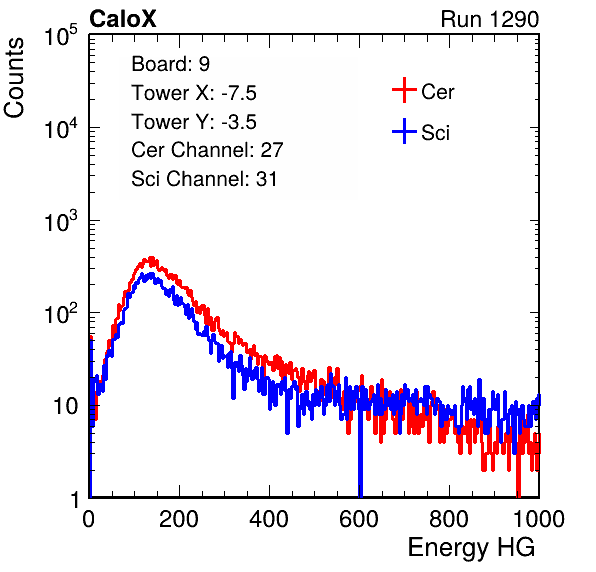 CaloX Run 1290
Counts
10^5
10^4
10^3
10^2
10
1
Board: 9
Tower X: -7.5
Tower Y: -3.5
Cer Channel: 27
Sci Channel: 31
Cer
Sci
0 200 400 600 800 1000
Energy HG